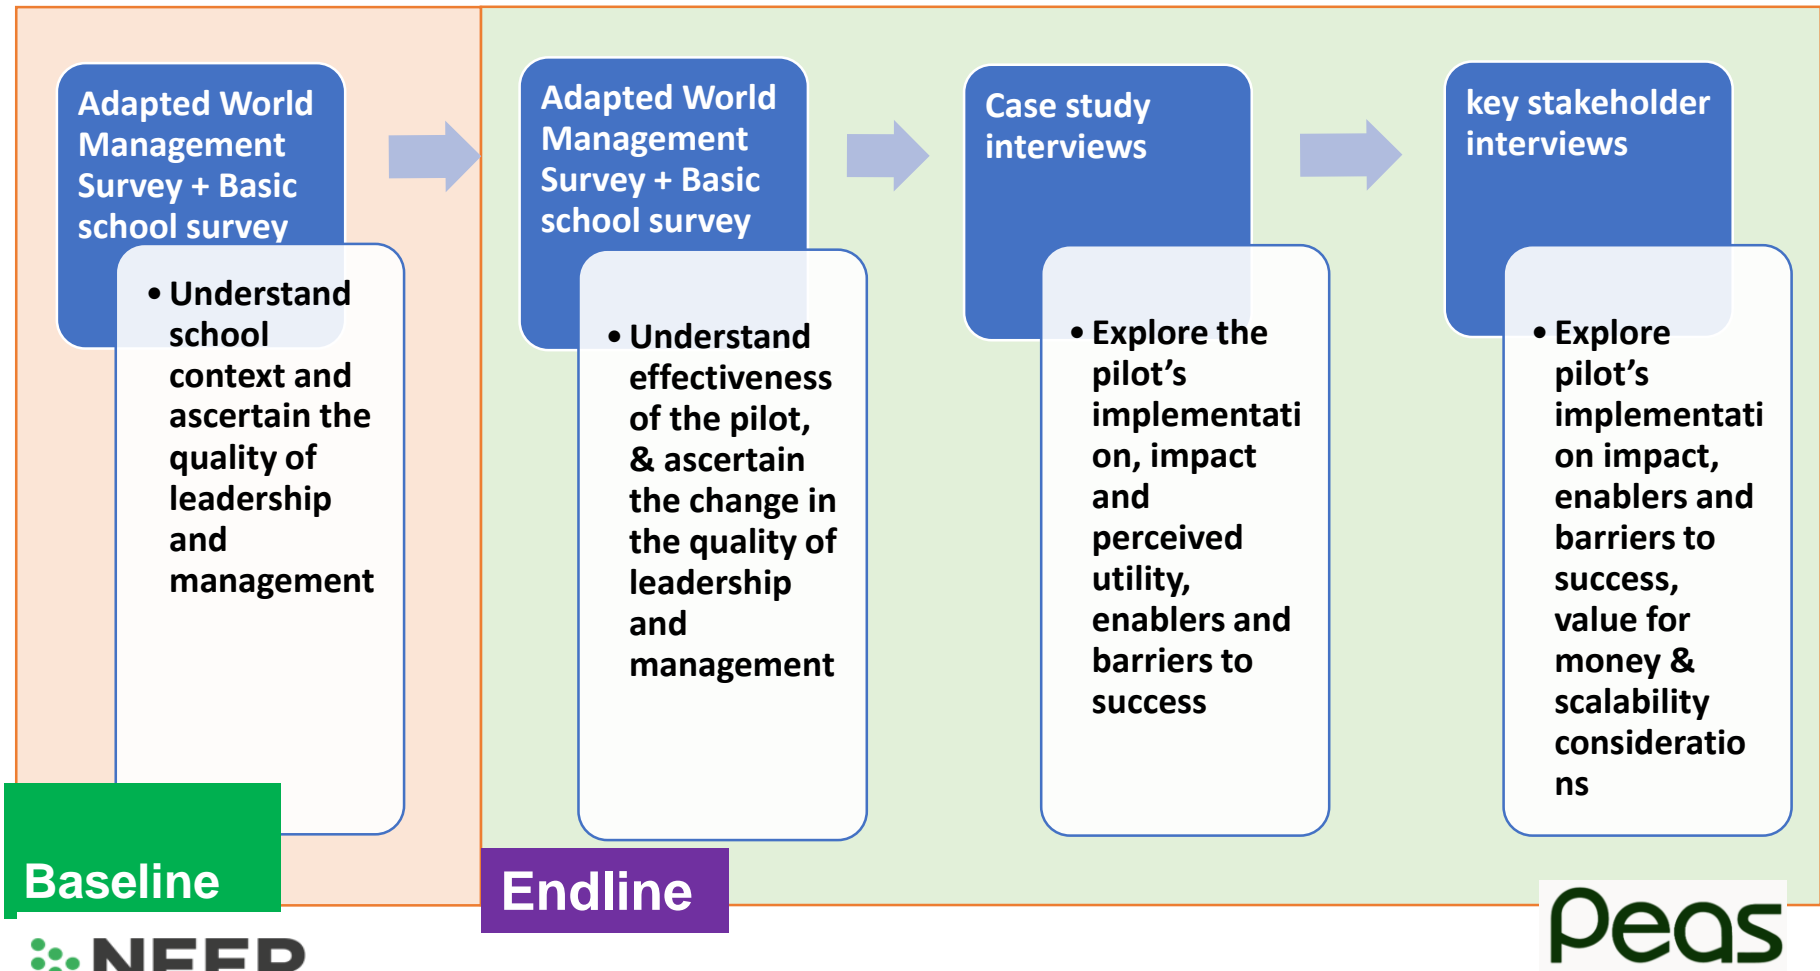 Adapted World
Management
Survey + Basic
school survey
• Understand
school
context and
ascertain the
quality of
leadership
and
management
Adapted World
Management
Survey + Basic
school survey
• Understand
effectiveness
of the pilot,
& ascertain
the change in
the quality of
leadership
and
management
Case study
interviews
• Explore the
pilot’s
implementati
on, impact
and
perceived
utility,
enablers and
barriers to
success
key stakeholder
interviews
• Explore
pilot’s
implementati
on impact,
enablers and
barriers to
success,
value for
money &
scalability
consideratio
ns
Baseline
Endline
Peas